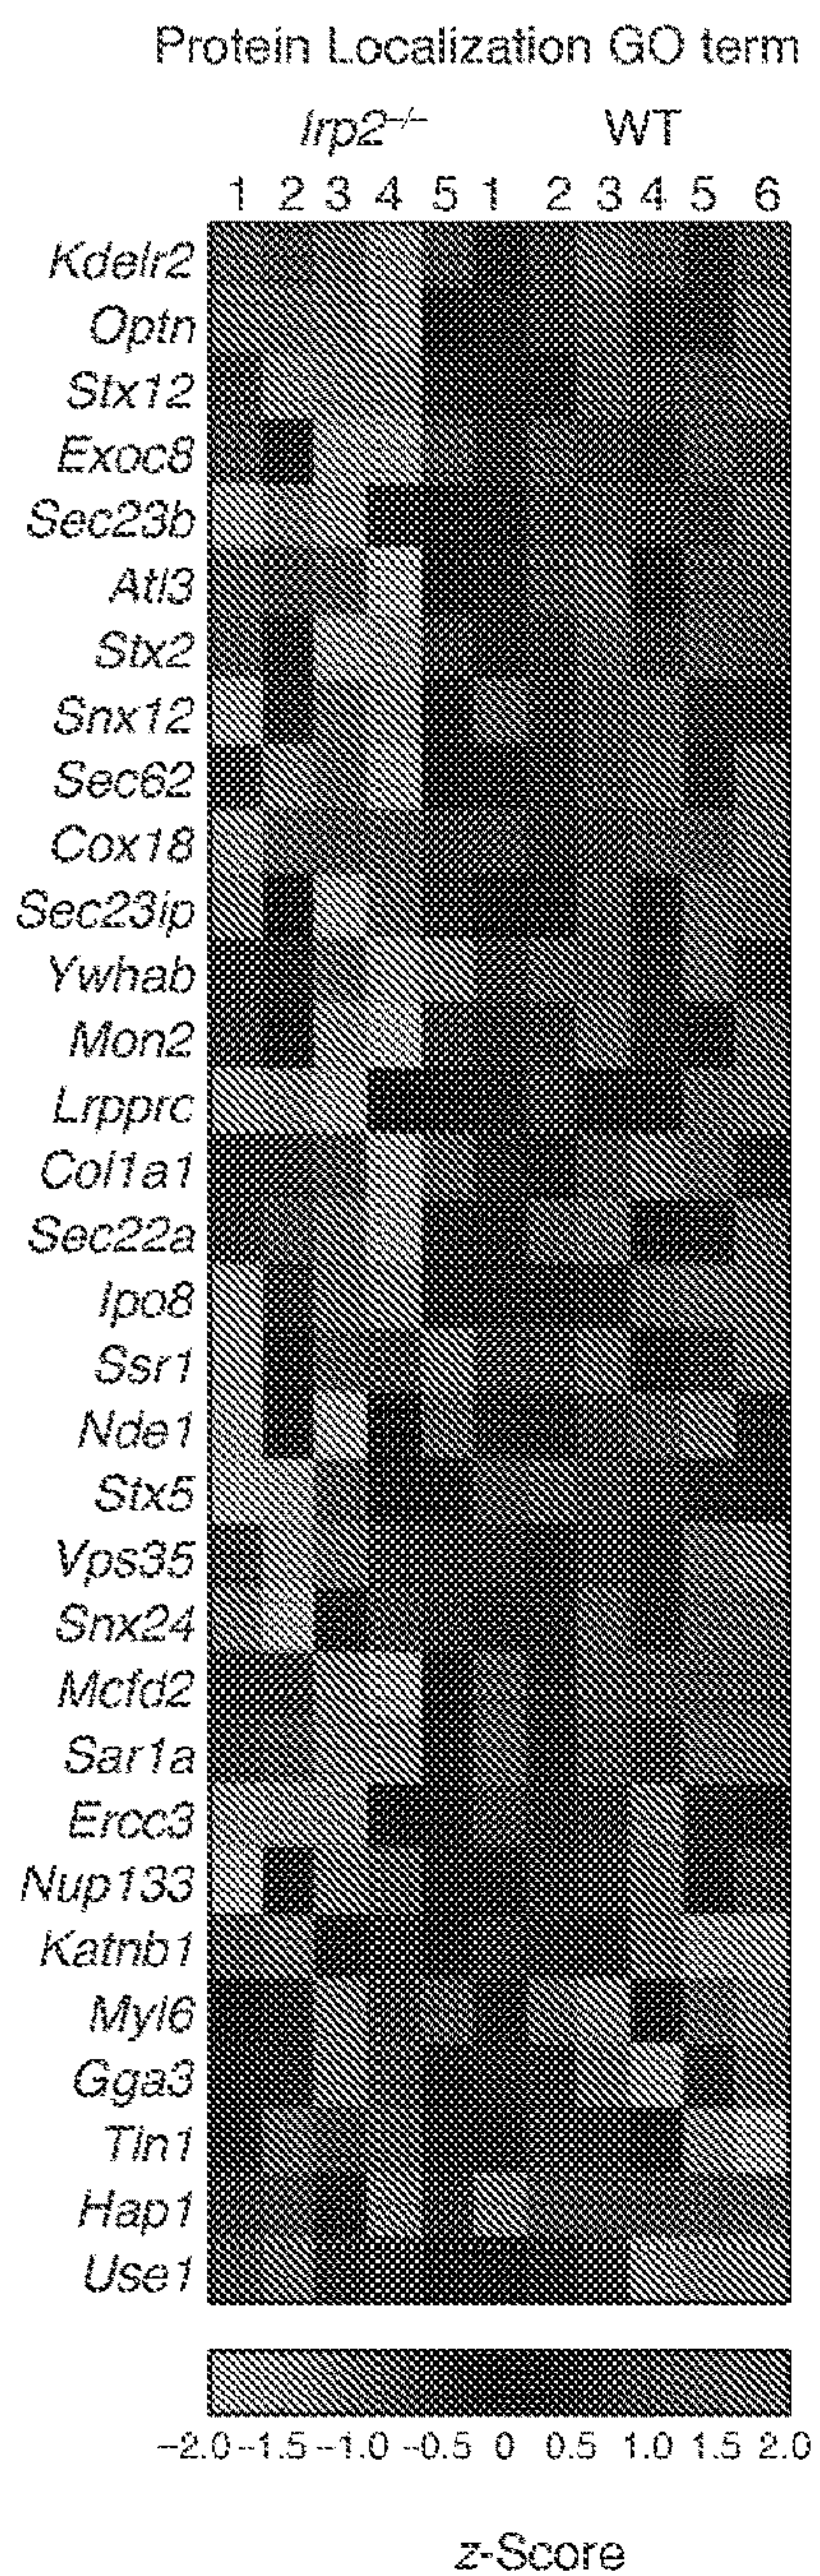 Protein Localization GO term
lrp2−/− WT
1 2 3 4 5 1 2 3 4 5 6
Kdelr2
Optn
Stx12
Exoc8
Sec23b
Atl3
Stx2
Snx12
Sec62
Cox18
Sec23ip
Ywhab
Mon2
Lrpprc
Col1a1
Sec22a
Ipo8
Ssr1
Nde1
Stx5
Vps35
Snx24
Mcfd2
Sar1a
Ercc3
Nup133
Katnb1
Myl6
Gga3
Tln1
Hap1
Use1
−2.0 −1.5 −1.0 −0.5 0 0.5 1.0 1.5 2.0
z-Score